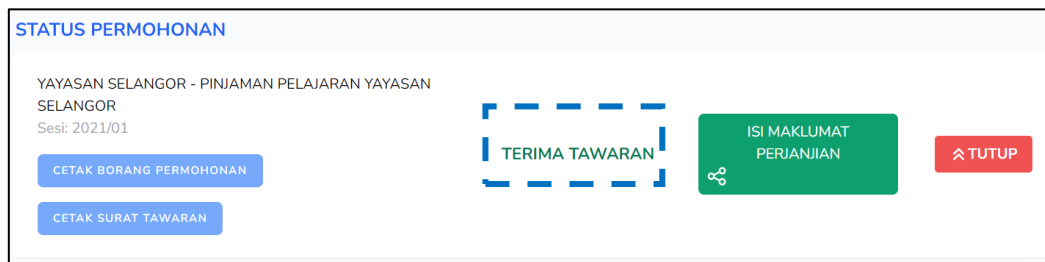 STATUS PERMOHONAN
YAYASAN SELANGOR - PINJAMAN PELAJARAN YAYASAN
SELANGOR
Sesi: 2021/01
CETAK BORANG PERMOHONAN
CETAK SURAT TAWARAN
TERIMA TAWARAN
ISI MAKLUMAT
PERJANJIAN
TUTUP